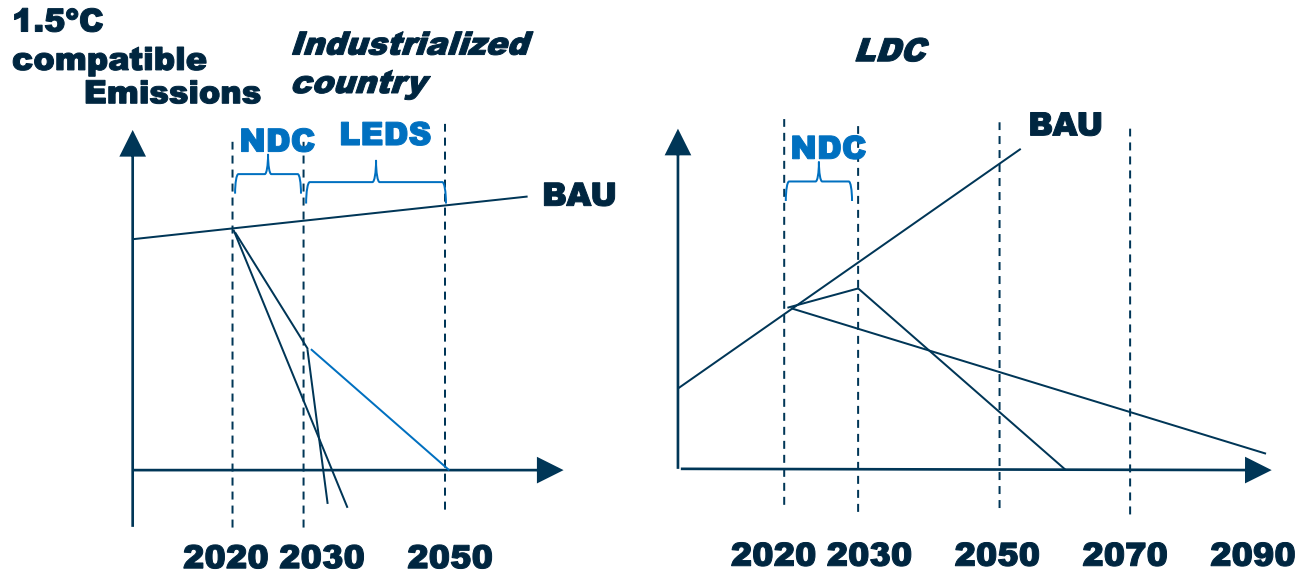 1.5°C
compatible
Emissions
Industrialized
country
NDC
LEDS
BAU
2020
2030
2050
LDC
NDC
BAU
2020
2030
2050
2070
2090